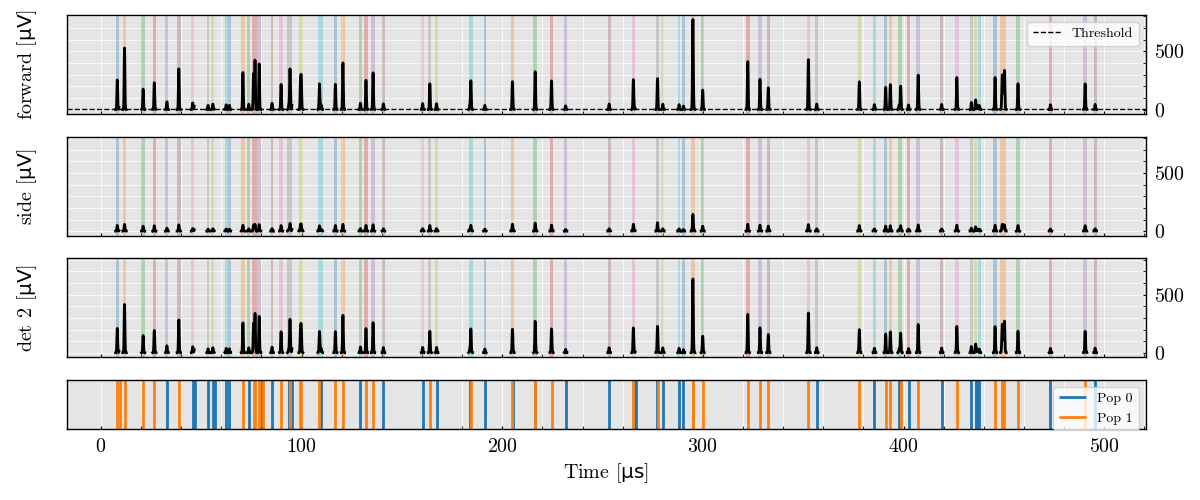 forward [μV]
Threshold
500
0
side [μV]
500
0
det 2 [μV]
500
0
Pop 0
Pop 1
0 100 200 300 400 500
Time [μs]